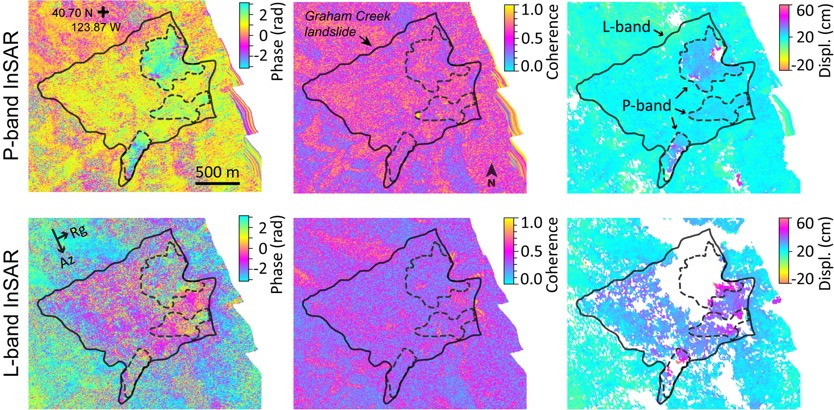 P-band InSAR
40.70 N
123.87 W
500 m
2
0
−2
Phase (rad)
Graham Creek
landslide
N
1.0
0.5
0.0
Coherence
L-band
P-band
60
20
-20
Displ. (cm)
L-band InSAR
Rg
Az
2
0
−2
Phase (rad)
1.0
0.5
0.0
Coherence
60
20
-20
Displ. (cm)